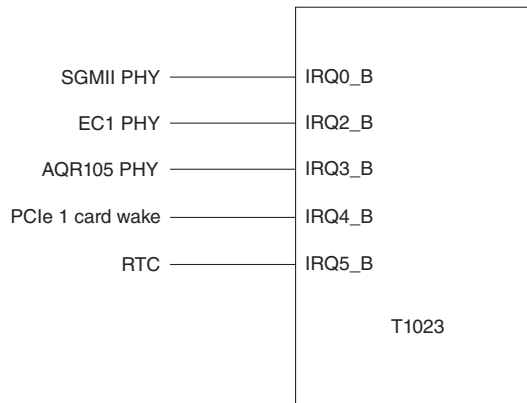 SGMII PHY IRQ0_B
EC1 PHY IRQ2_B
AQR105 PHY IRQ3_B
PCIe 1 card wake IRQ4_B
RTC IRQ5_B
T1023